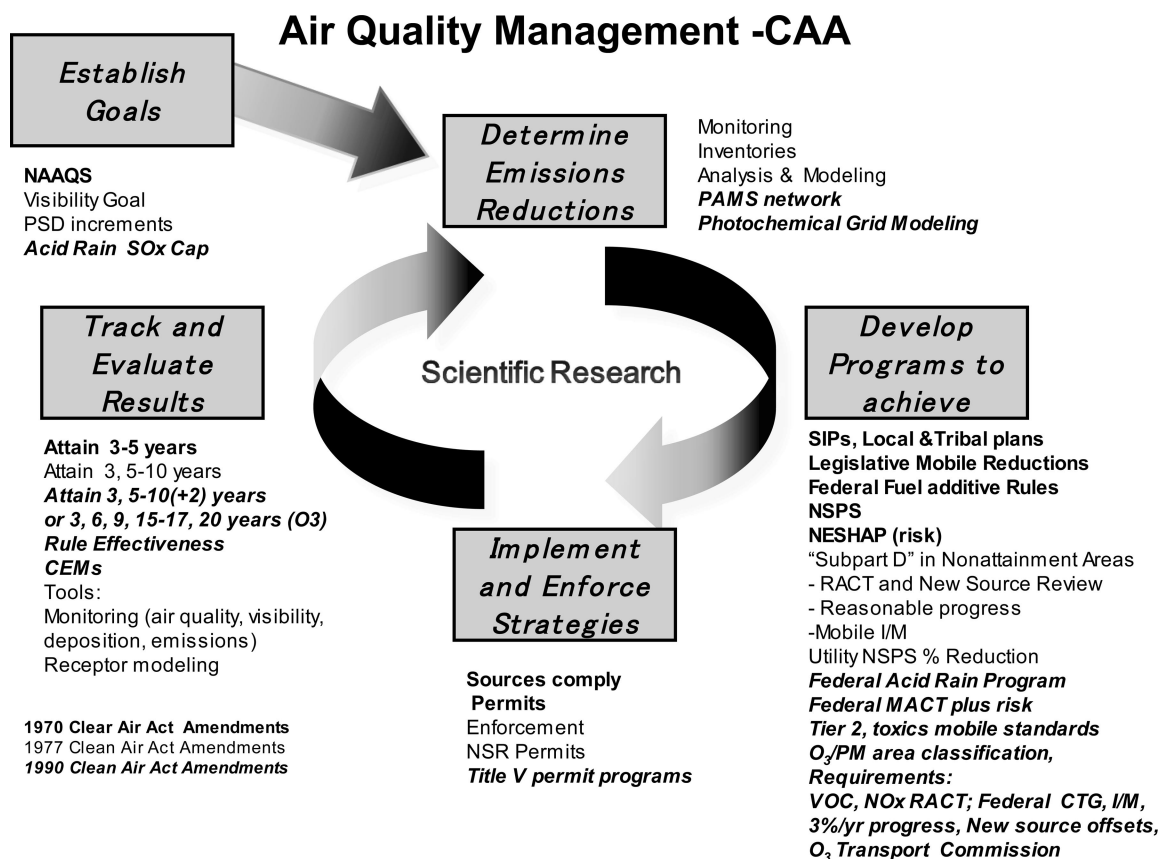 Air Quality Management -CAA
Establish
Goals
NAAQS
Visibility Goal
PSD increments
Acid Rain SOx Cap
Determine
Emissions
Reductions
Monitoring
Inventories
Analysis & Modeling
PAMS network
Photochemical Grid Modeling
Track and
Evaluate
Results
Attain 3-5 years
Attain 3, 5-10 years
Attain 3, 5-10(+2) years
or 3, 6, 9, 15-17, 20 years (O3)
Rule Effectiveness
CEMs
Tools:
Monitoring (air quality, visibility,
deposition, emissions)
Receptor modeling
1970 Clear Air Act Amendments
1977 Clean Air Act Amendments
1990 Clean Air Act Amendments
Scientific Research
Implement
and Enforce
Strategies
Sources comply
Permits
Enforcement
NSR Permits
Title V permit programs
Develop
Programs to
achieve
SIPs, Local &Tribal plans
Legislative Mobile Reductions
Federal Fuel additive Rules
NSPS
NESHAP (risk)
“Subpart D” in Nonattainment Areas
- RACT and New Source Review
- Reasonable progress
-Mobile I/M
Utility NSPS % Reduction
Federal Acid Rain Program
Federal MACT plus risk
Tier 2, toxics mobile standards
O₃/PM area classification,
Requirements:
VOC, NOx RACT; Federal CTG, I/M,
3%/yr progress, New source offsets,
O₃ Transport Commission